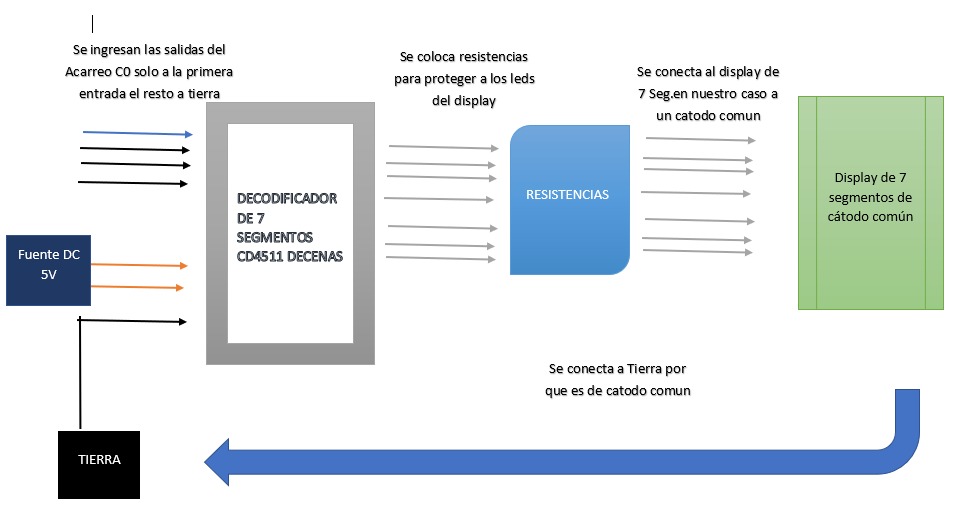 Se ingresan las salidas del
Acarreo C0 solo a la primera
entrada el resto a tierra
Se coloca resistencias
para proteger a los leds
del display
Se conecta al display de
7 Seg.en nuestro caso a
un catodo comun
DECODIFICADOR
DE 7
SEGMENTOS
CD4511 DECENAS
RESISTENCIAS
Display de 7
segmentos de
cátodo común
Fuente DC
5V
Se conecta a Tierra por
que es de catodo comun
TIERRA